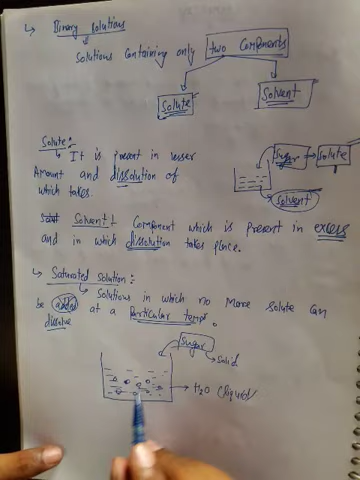 ↳ Binary solutions
Solutions containing only two components
Solute
Solvent
Solute :-
↳ It is present in lesser
Amount and dissolution of
which takes.
Sugar → Solute
Solvent
Solvent : Component which is present in excess
and in which dissolution takes place.
↳ Saturated solution :-
↳ Solutions in which no more solute can
be added at a particular temp.
dissolve
Sugar
Solid
→ H2O (liquid)